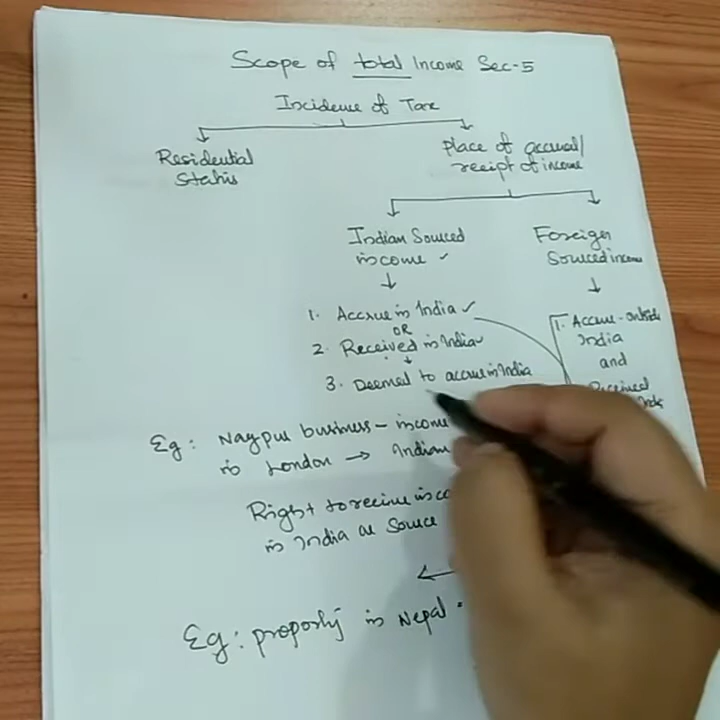 Scope of total Income Sec-5
Incidence of Tax
Residential
Status
Place of accrual/
receipt of income
Indian Sourced
income ✓
Foreign
Sourced income
1. Accrue in India ✓
OR
2. Received in India ✓
3. Deemed to accrue in India
1. Accrue - outside
India
and
Received
Eg: Nagpur business - income
in London → Indian
Right to receive
in India as Source
Eg: property in Nepal